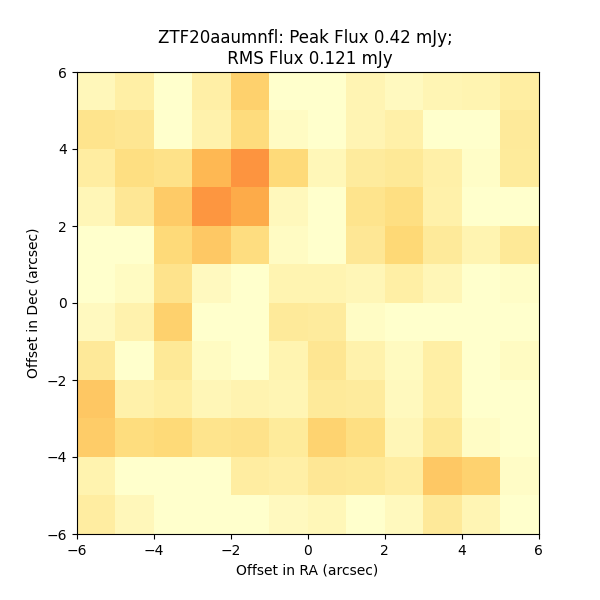 ZTF20aaumnfl: Peak Flux 0.42 mJy;
RMS Flux 0.121 mJy
6
4
2
0
−2
−4
−6
Offset in Dec (arcsec)
−6 −4 −2 0 2 4 6
Offset in RA (arcsec)